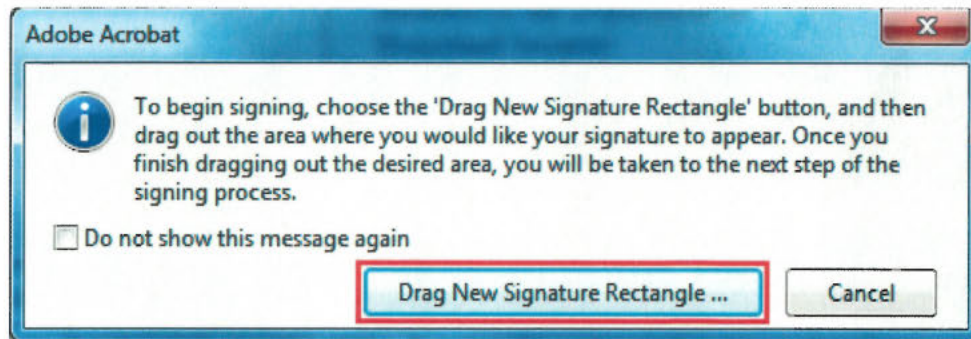 Adobe Acrobat
To begin signing, choose the 'Drag New Signature Rectangle' button, and then
drag out the area where you would like your signature to appear. Once you
finish dragging out the desired area, you will be taken to the next step of the
signing process.
Do not show this message again
Drag New Signature Rectangle ...
Cancel